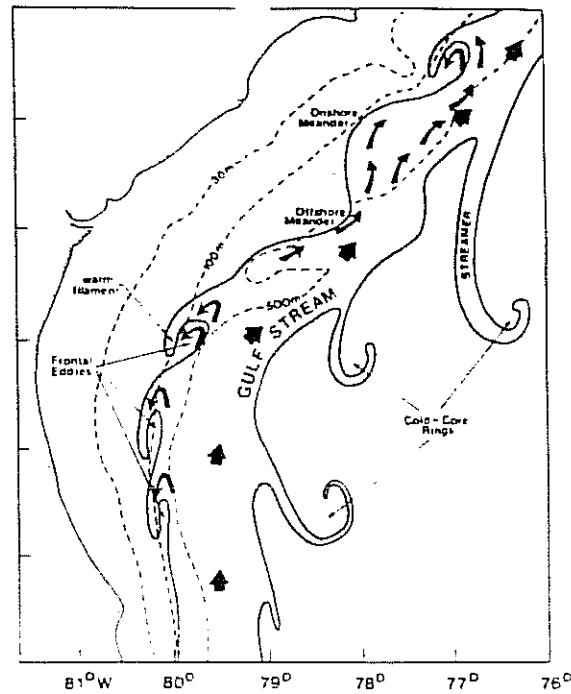 Onshore
Meander
30m
Offshore
Meander
100m
STREAMER
warm
filament
500m
GULF STREAM
Frontal
Eddies
Cold-Core
Rings
81°W
80°
79°
78°
77°
76°